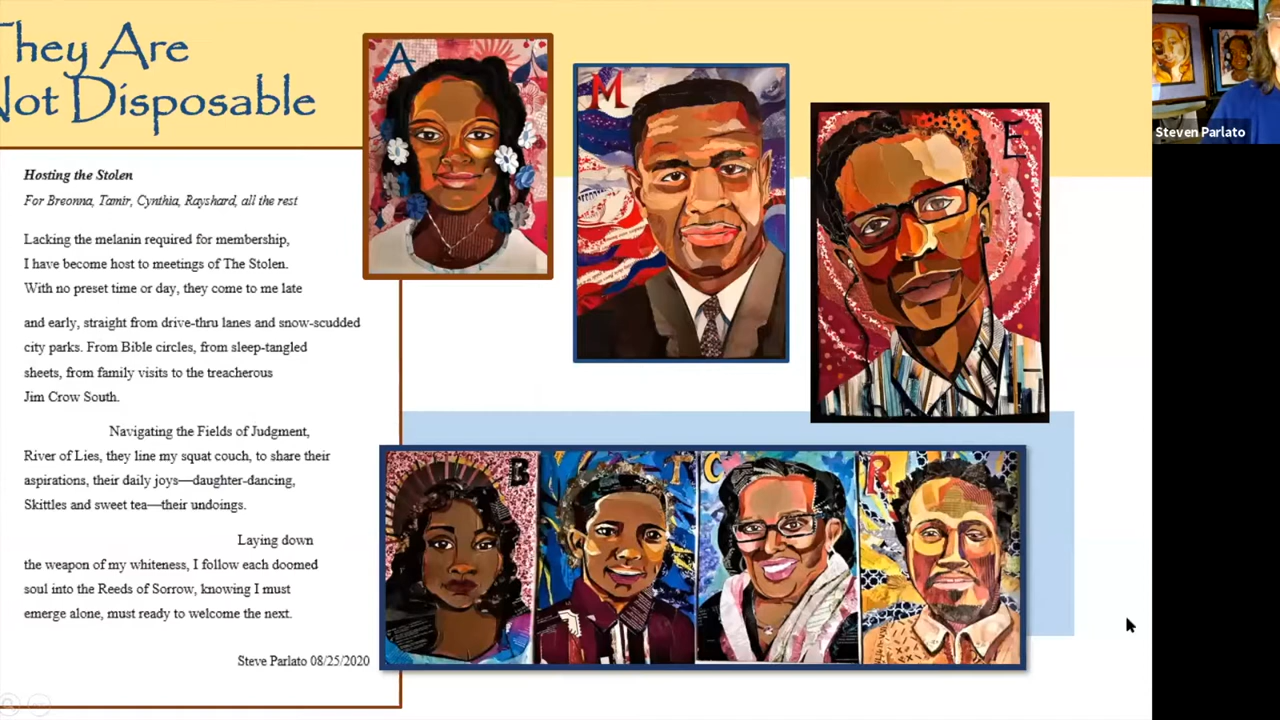 They Are
Not Disposable
Hosting the Stolen
For Breonna, Tamir, Cynthia, Rayshard, all the rest
Lacking the melanin required for membership,
I have become host to meetings of The Stolen.
With no preset time or day, they come to me late
and early, straight from drive-thru lanes and snow-scudded
city parks. From Bible circles, from sleep-tangled
sheets, from family visits to the treacherous
Jim Crow South.
Navigating the Fields of Judgment,
River of Lies, they line my squat couch, to share their
aspirations, their daily joys—daughter-dancing,
Skittles and sweet tea—their undoings.
Laying down
the weapon of my whiteness, I follow each doomed
soul into the Reeds of Sorrow, knowing I must
emerge alone, must ready to welcome the next.
Steve Parlato 08/25/2020
A
M
E
B
T
C
R
Steven Parlato